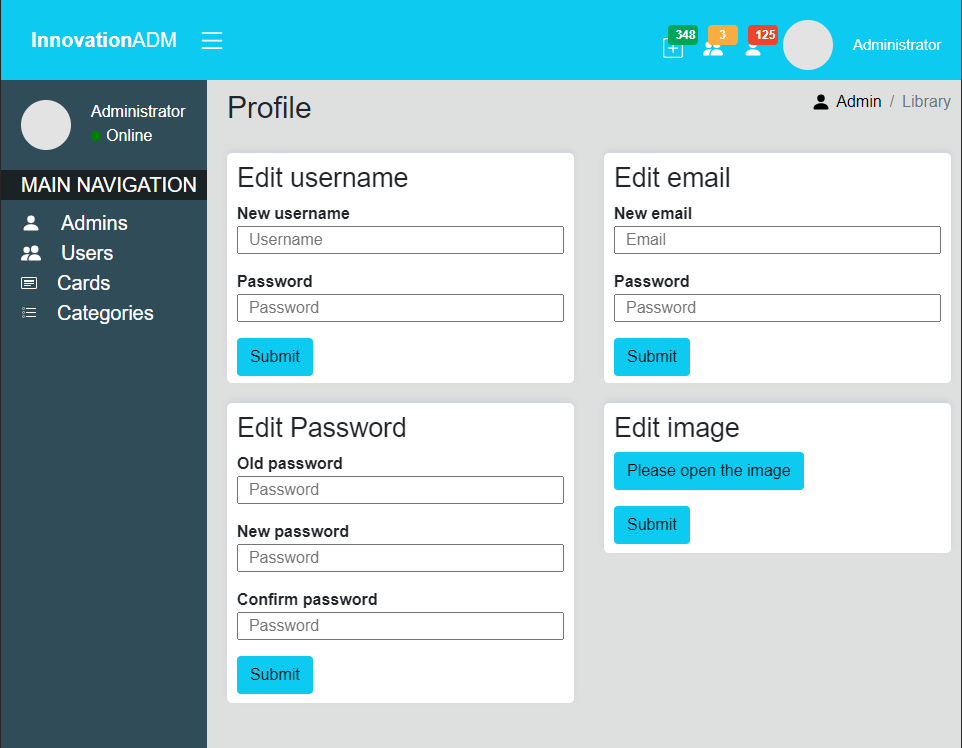 InnovationADM
348
3
125
Administrator
Administrator
Online
MAIN NAVIGATION
Admins
Users
Cards
Categories
Profile
Admin / Library
Edit username
New username
Username
Password
Password
Submit
Edit email
New email
Email
Password
Password
Submit
Edit Password
Old password
Password
New password
Password
Confirm password
Password
Submit
Edit image
Please open the image
Submit